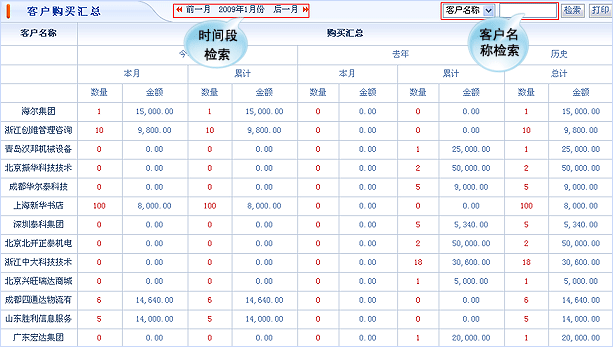 客户购买汇总 前一月 2009年1月份 后一月 客户名称 检索 打印
时间段
检索
客户名
称检索
客户名称 购买汇总
今 去年 历史
本月 累计 本月 累计 总计
数量 金额 数量 金额 数量 金额 数量 金额 数量 金额
海尔集团 1 15,000.00 1 15,000.00 0 0.00 0 0.00 1 15,000.00
浙江创维管理咨询 10 9,800.00 10 9,800.00 0 0.00 0 0.00 10 9,800.00
青岛汉邦机械设备 0 0.00 0 0.00 0 0.00 1 25,000.00 1 25,000.00
北京振华科技技术 0 0.00 0 0.00 0 0.00 2 50,000.00 2 50,000.00
成都华尔泰科技 0 0.00 0 0.00 0 0.00 5 9,000.00 5 9,000.00
上海新华书店 100 8,000.00 100 8,000.00 0 0.00 0 0.00 100 8,000.00
深圳泰科集团 0 0.00 0 0.00 0 0.00 5 5,340.00 5 5,340.00
北京北开正泰机电 0 0.00 0 0.00 0 0.00 2 50,000.00 2 50,000.00
浙江中大科技技术 0 0.00 0 0.00 0 0.00 18 30,600.00 18 30,600.00
北京兴旺瑞达商城 0 0.00 0 0.00 0 0.00 1 5,000.00 1 5,000.00
成都四通达物流有 6 14,640.00 6 14,640.00 0 0.00 0 0.00 6 14,640.00
山东胜利信息服务 5 14,000.00 5 14,000.00 0 0.00 0 0.00 5 14,000.00
广东宏达集团 0 0.00 0 0.00 0 0.00 1 20,000.00 1 20,000.00